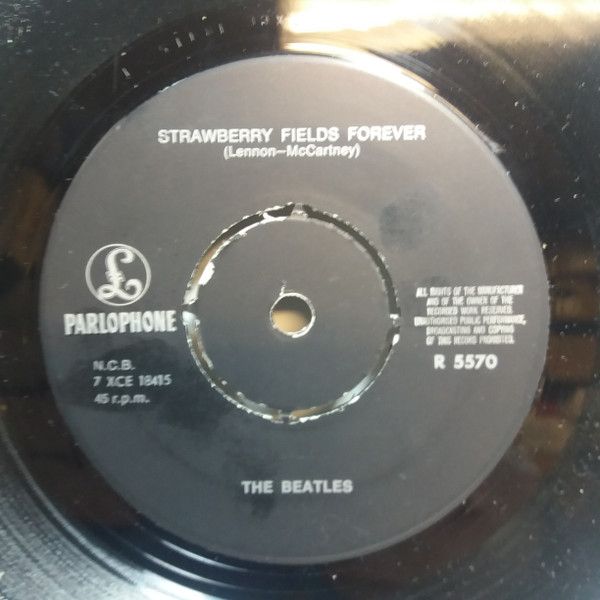 STRAWBERRY FIELDS FOREVER
(Lennon—McCartney)
£
PARLOPHONE
N.C.B.
7 XCE 18415
45 r.p.m.
ALL RIGHTS OF THE MANUFACTURER
AND OF THE OWNER OF THE
RECORDED WORK RESERVED.
UNAUTHORISED PUBLIC PERFORMANCE,
BROADCASTING AND COPYING
OF THIS RECORD PROHIBITED.
R 5570
THE BEATLES